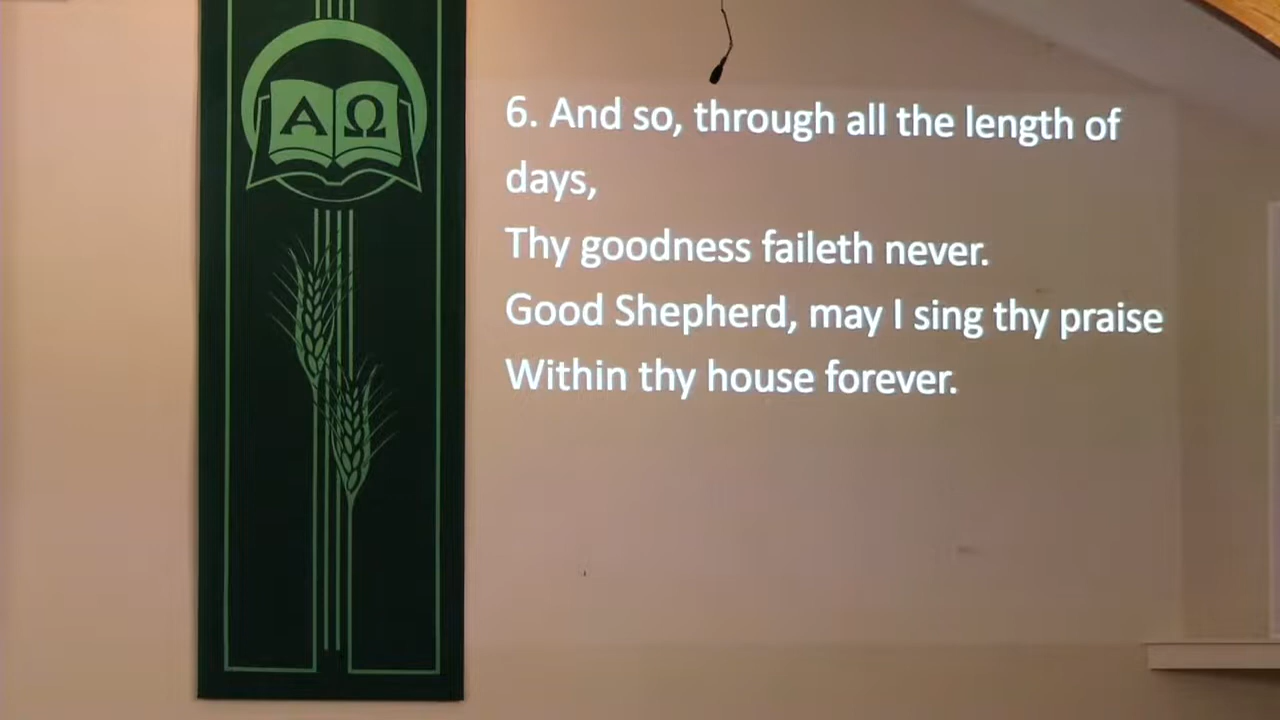 Α Ω
6. And so, through all the length of
days,
Thy goodness faileth never.
Good Shepherd, may I sing thy praise
Within thy house forever.